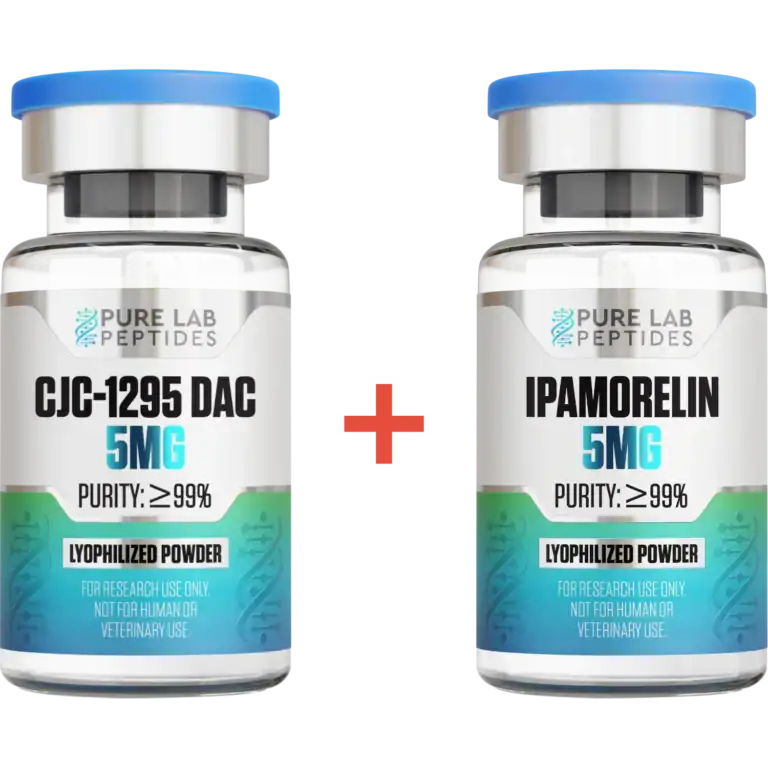 PURE LAB
PEPTIDES
CJC-1295 DAC
5MG
PURITY: ≥99%
LYOPHILIZED POWDER
FOR RESEARCH USE ONLY.
NOT FOR HUMAN OR
VETERINARY USE.
+
PURE LAB
PEPTIDES
IPAMORELIN
5MG
PURITY: ≥99%
LYOPHILIZED POWDER
FOR RESEARCH USE ONLY.
NOT FOR HUMAN OR
VETERINARY USE.